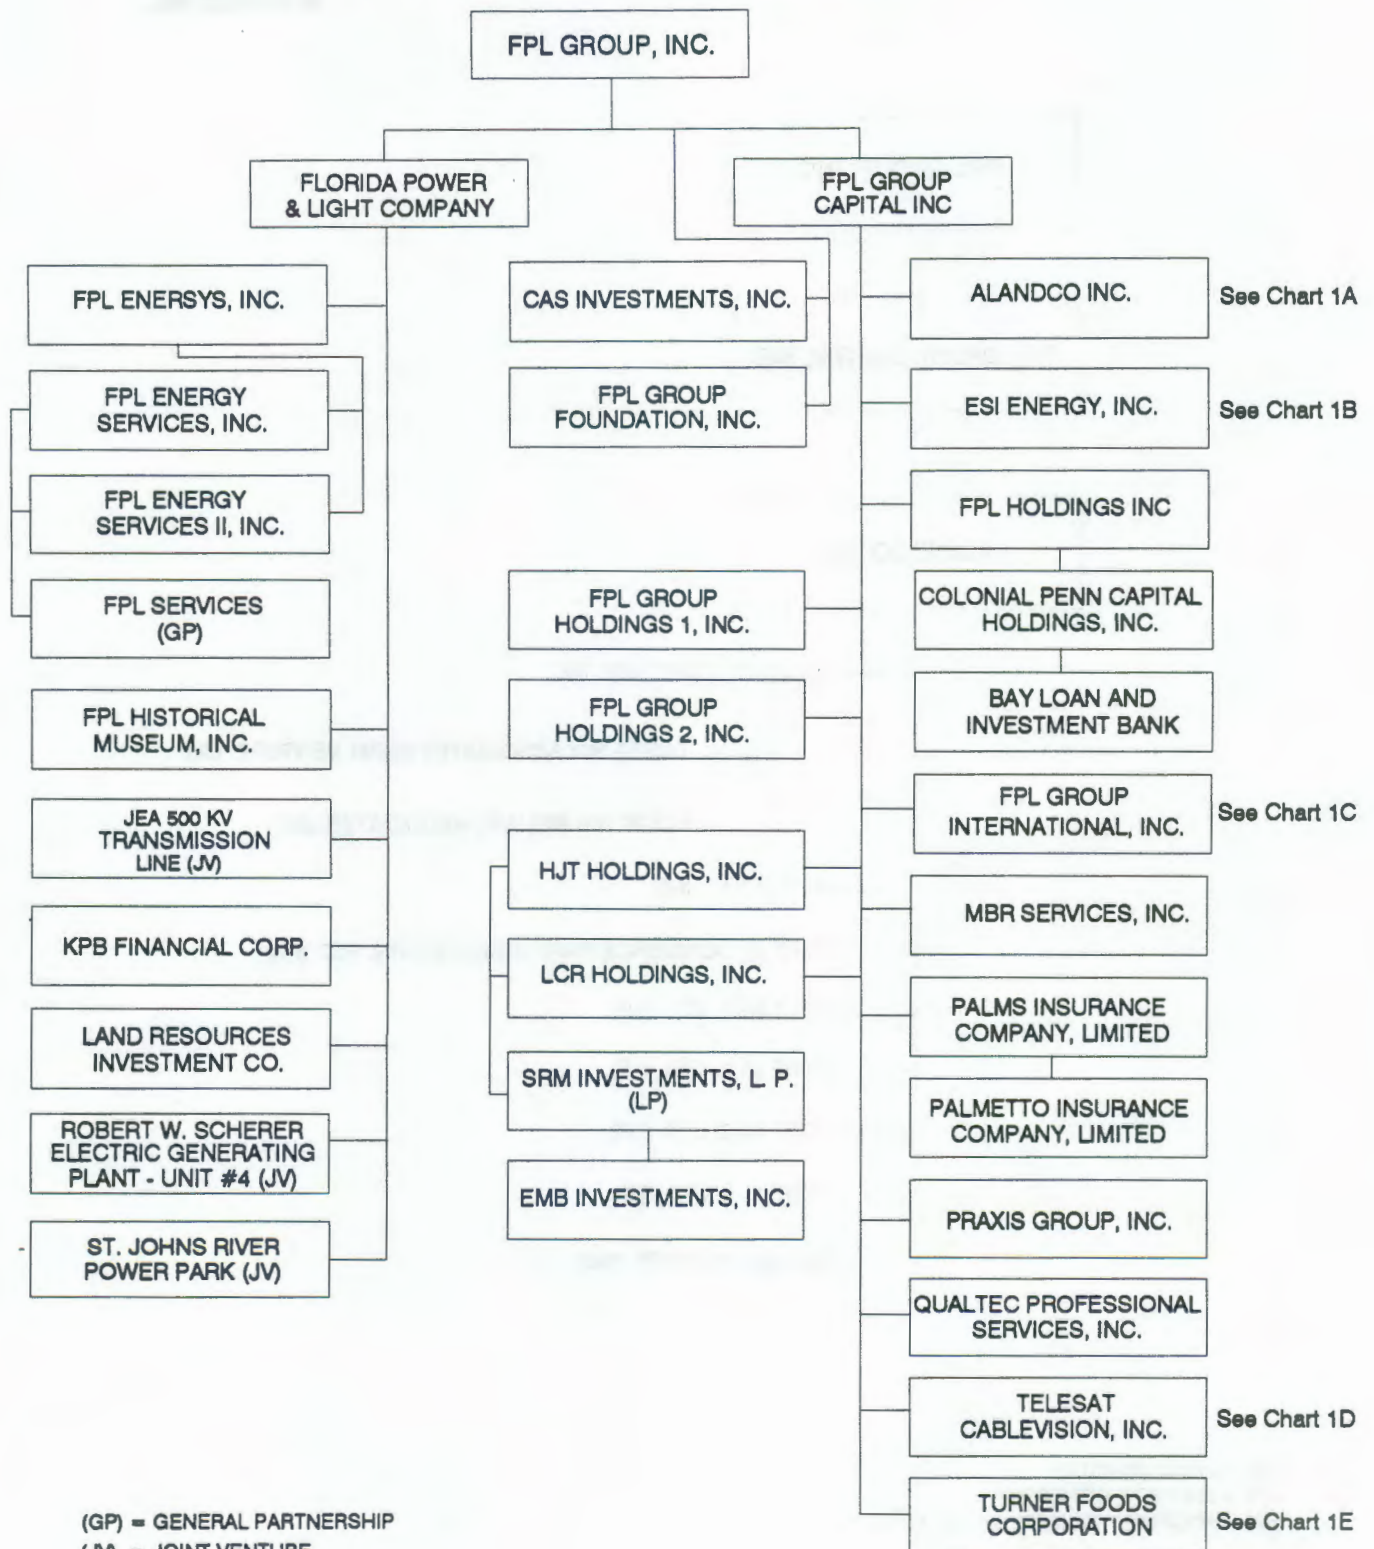 FPL GROUP, INC.
FLORIDA POWER
& LIGHT COMPANY
FPL GROUP
CAPITAL INC
FPL ENERSYS, INC.
FPL ENERGY
SERVICES, INC.
FPL ENERGY
SERVICES II, INC.
FPL SERVICES
(GP)
FPL HISTORICAL
MUSEUM, INC.
JEA 500 KV
TRANSMISSION
LINE (JV)
KPB FINANCIAL CORP.
LAND RESOURCES
INVESTMENT CO.
ROBERT W. SCHERER
ELECTRIC GENERATING
PLANT - UNIT #4 (JV)
ST. JOHNS RIVER
POWER PARK (JV)
CAS INVESTMENTS, INC.
FPL GROUP
FOUNDATION, INC.
FPL GROUP
HOLDINGS 1, INC.
FPL GROUP
HOLDINGS 2, INC.
HJT HOLDINGS, INC.
LCR HOLDINGS, INC.
SRM INVESTMENTS, L. P.
(LP)
EMB INVESTMENTS, INC.
ALANDCO INC.
See Chart 1A
ESI ENERGY, INC.
See Chart 1B
FPL HOLDINGS INC
COLONIAL PENN CAPITAL
HOLDINGS, INC.
BAY LOAN AND
INVESTMENT BANK
FPL GROUP
INTERNATIONAL, INC.
See Chart 1C
MBR SERVICES, INC.
PALMS INSURANCE
COMPANY, LIMITED
PALMETTO INSURANCE
COMPANY, LIMITED
PRAXIS GROUP, INC.
QUALTEC PROFESSIONAL
SERVICES, INC.
TELESAT
CABLEVISION, INC.
See Chart 1D
TURNER FOODS
CORPORATION
See Chart 1E
(GP) = GENERAL PARTNERSHIP
(JV) = JOINT VENTURE